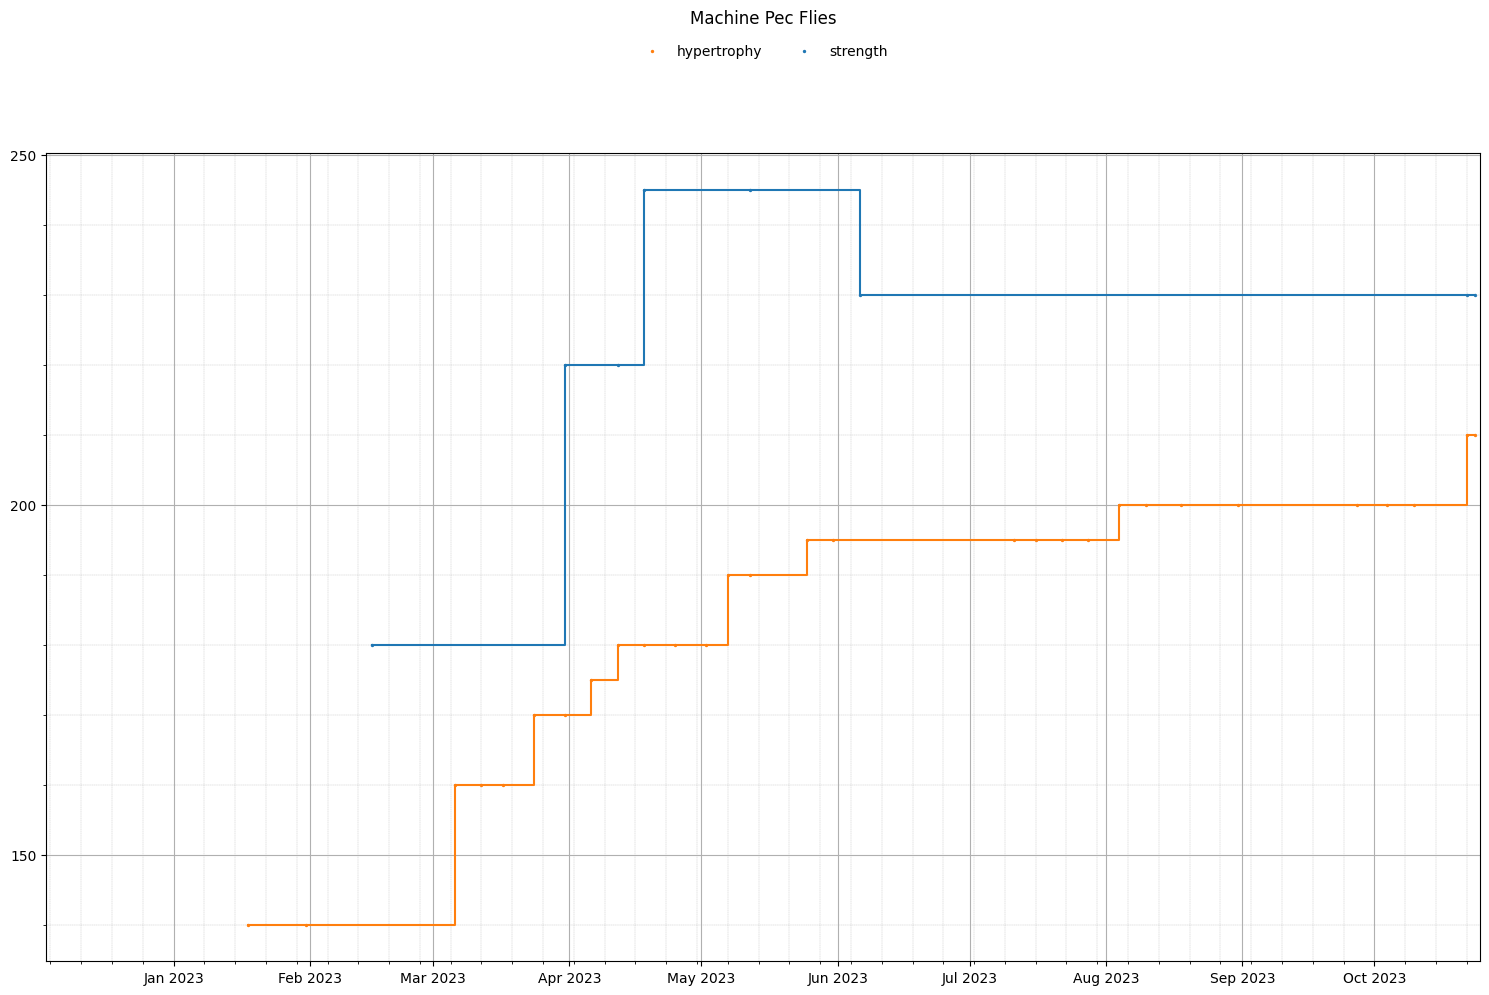 Machine Pec Flies
hypertrophy strength
250
200
150
Jan 2023 Feb 2023 Mar 2023 Apr 2023 May 2023 Jun 2023 Jul 2023 Aug 2023 Sep 2023 Oct 2023